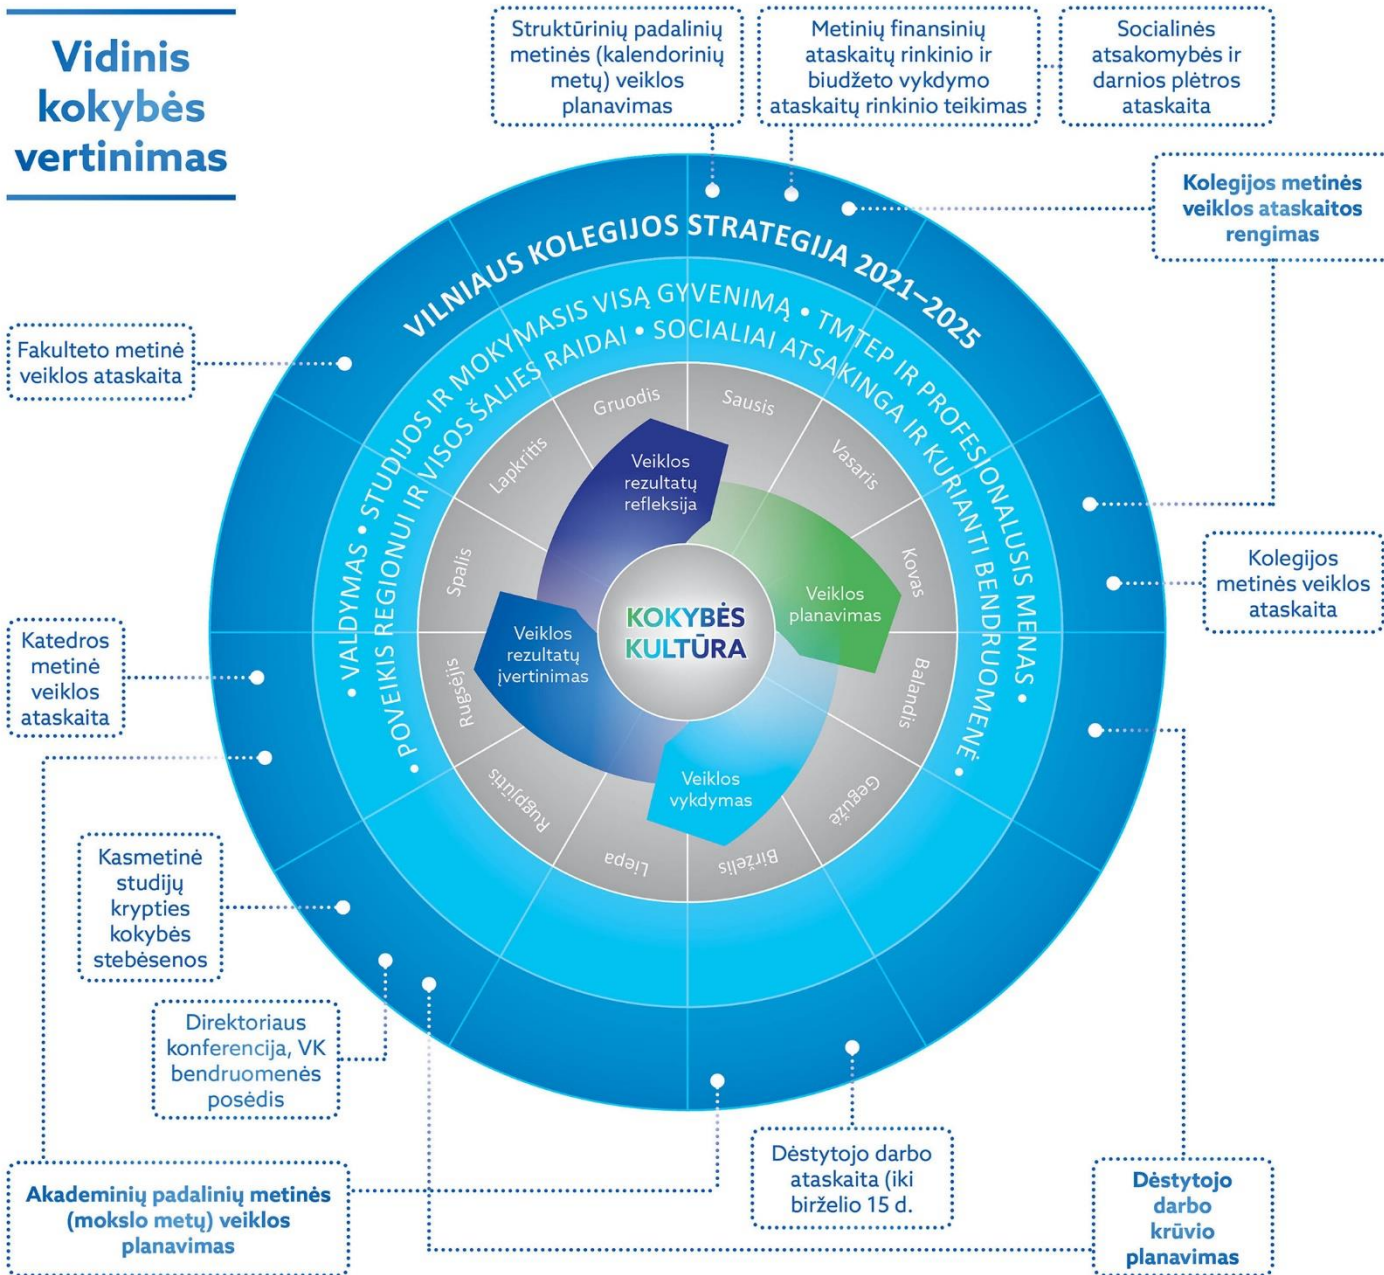 Vidinis
kokybės
vertinimas
Struktūrinių padalinių
metinės (kalendorinių
metų) veiklos
planavimas
Metinių finansinių
ataskaitų rinkinio ir
biudžeto vykdymo
ataskaitų rinkinio teikimas
Socialinės
atsakomybės ir
darnios plėtros
ataskaita
Kolegijos metinės
veiklos ataskaitos
rengimas
Kolegijos
metinės veiklos
ataskaita
Fakulteto metinė
veiklos ataskaita
Katedros
metinė
veiklos
ataskaita
Kasmetinė
studijų
krypties
kokybės
stebėsenos
Direktoriaus
konferencija, VK
bendruomenės
posėdis
Akademinių padalinių metinės
(mokslo metų) veiklos
planavimas
Dėstytojo darbo
ataskaita (iki
birželio 15 d.
Dėstytojo
darbo
krūvio
planavimas
VILNIAUS KOLEGIJOS STRATEGIJA 2021–2025
• VALDYMAS • STUDIJOS IR MOKYMASIS VISĄ GYVENIMĄ • TMTEP IR PROFESIONALUSIS MENAS •
• POVEIKIS REGIONUI IR VISOS ŠALIES RAIDAI • SOCIALIAI ATSAKINGA IR KURIANTI BENDRUOMENĖ •
Sausis
Vasaris
Kovas
Balandis
Gegužė
Birželis
Liepa
Rugpjūtis
Rugsėjis
Spalis
Lapkritis
Gruodis
Veiklos
rezultatų
refleksija
Veiklos
planavimas
Veiklos
vykdymas
Veiklos
rezultatų
įvertinimas
KOKYBĖS
KULTŪRA